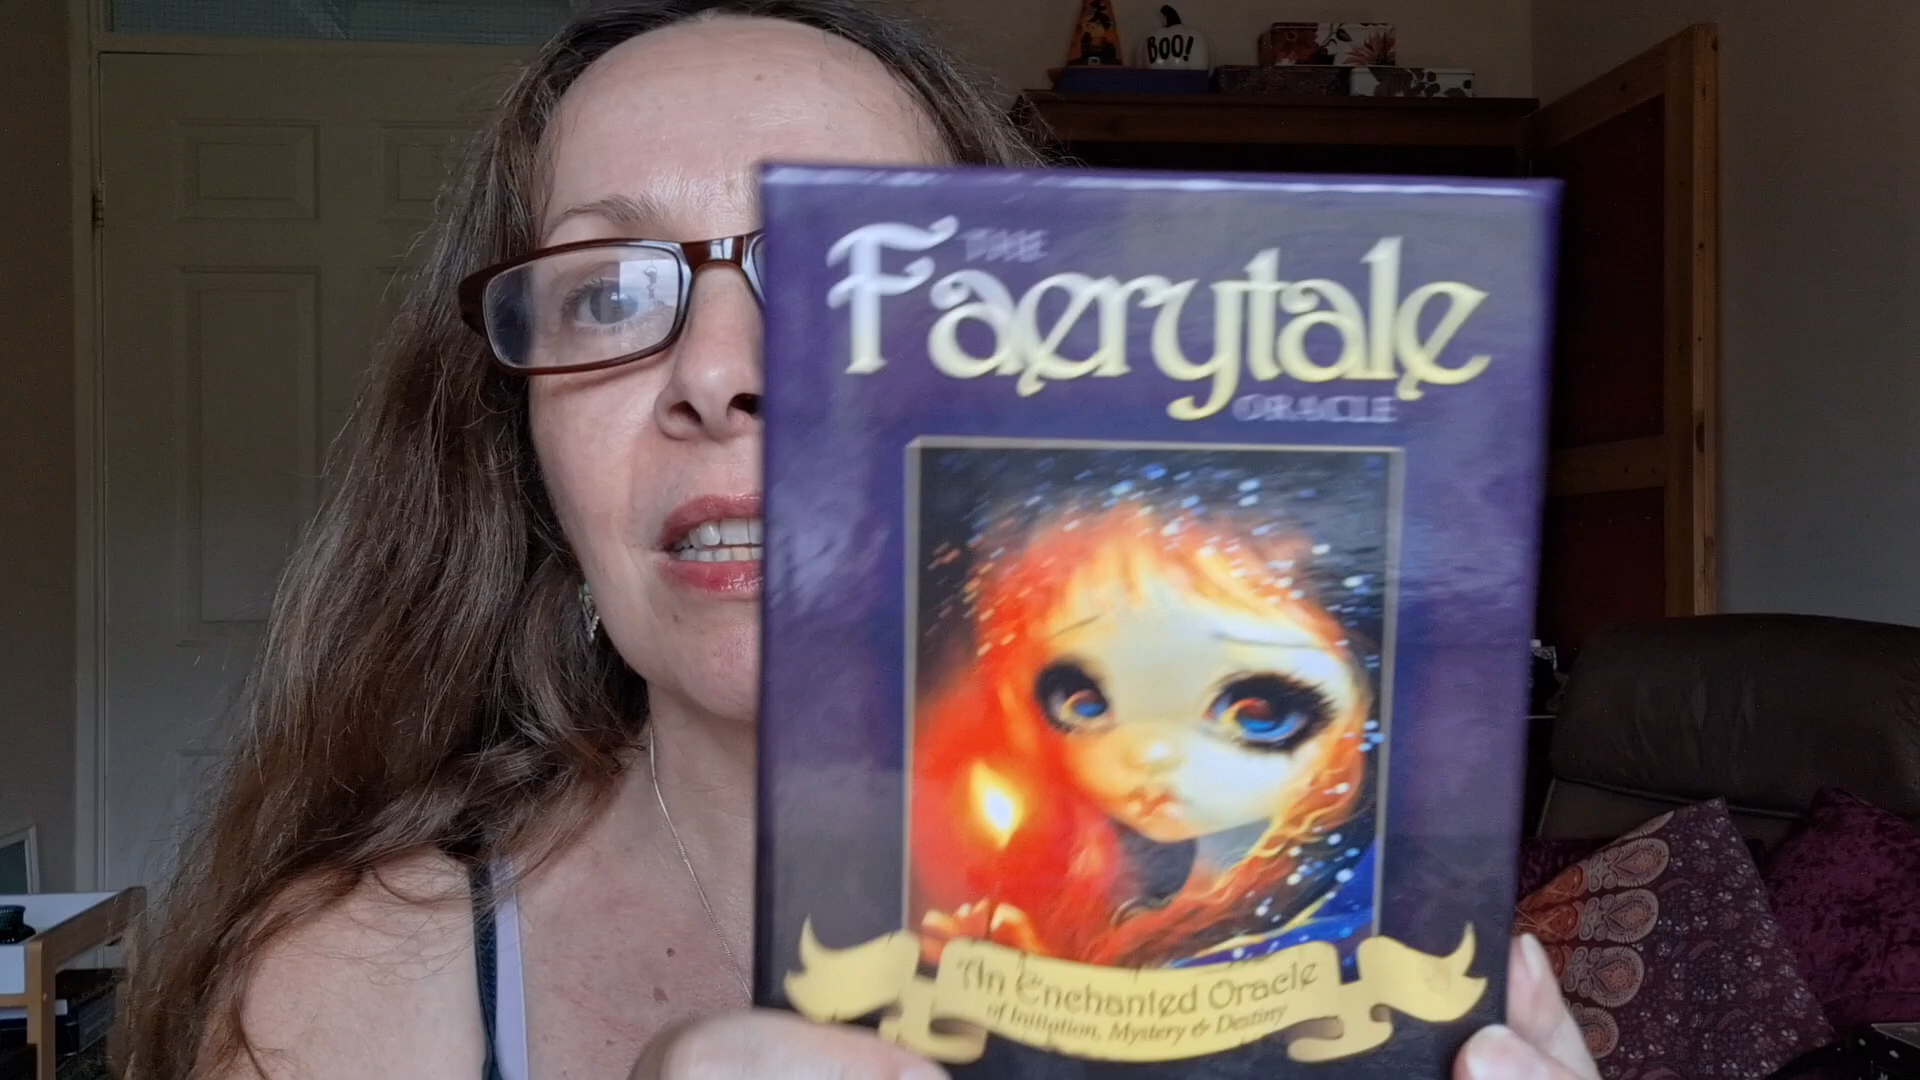 BOO!
THE
Faerytale
ORACLE
An Enchanted Oracle
of Initiation, Mystery & Destiny